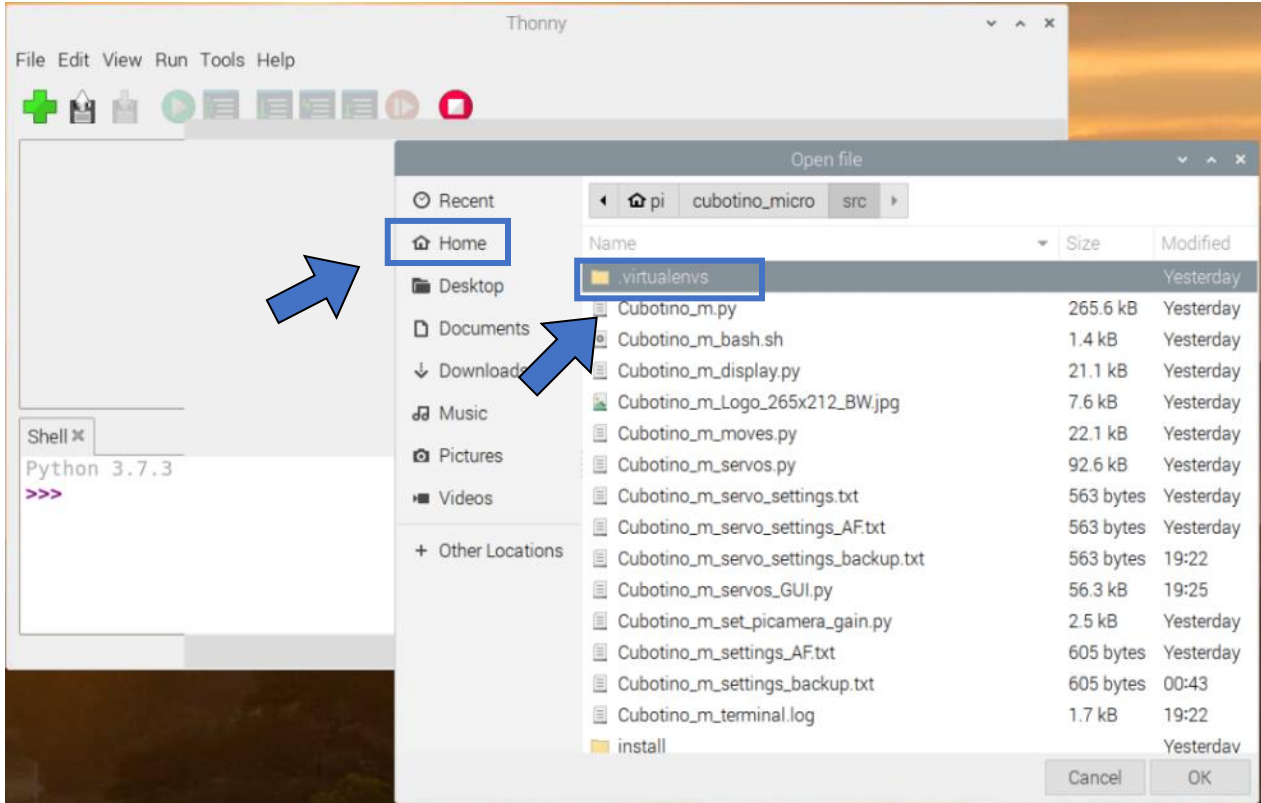 Thonny
File Edit View Run Tools Help
Open file
Recent
Home
Desktop
Documents
Downloads
Music
Pictures
Videos
+ Other Locations
pi cubotino_micro src
Name Size Modified
.virtualenvs Yesterday
Cubotino_m.py 265.6 kB Yesterday
Cubotino_m_bash.sh 1.4 kB Yesterday
Cubotino_m_display.py 21.1 kB Yesterday
Cubotino_m_Logo_265x212_BW.jpg 7.6 kB Yesterday
Cubotino_m_moves.py 22.1 kB Yesterday
Cubotino_m_servos.py 92.6 kB Yesterday
Cubotino_m_servo_settings.txt 563 bytes Yesterday
Cubotino_m_servo_settings_AF.txt 563 bytes Yesterday
Cubotino_m_servo_settings_backup.txt 563 bytes 19:22
Cubotino_m_servos_GUI.py 56.3 kB 19:25
Cubotino_m_set_picamera_gain.py 2.5 kB Yesterday
Cubotino_m_settings_AF.txt 605 bytes Yesterday
Cubotino_m_settings_backup.txt 605 bytes 00:43
Cubotino_m_terminal.log 1.7 kB 19:22
install Yesterday
Cancel OK
Shell
Python 3.7.3
>>>